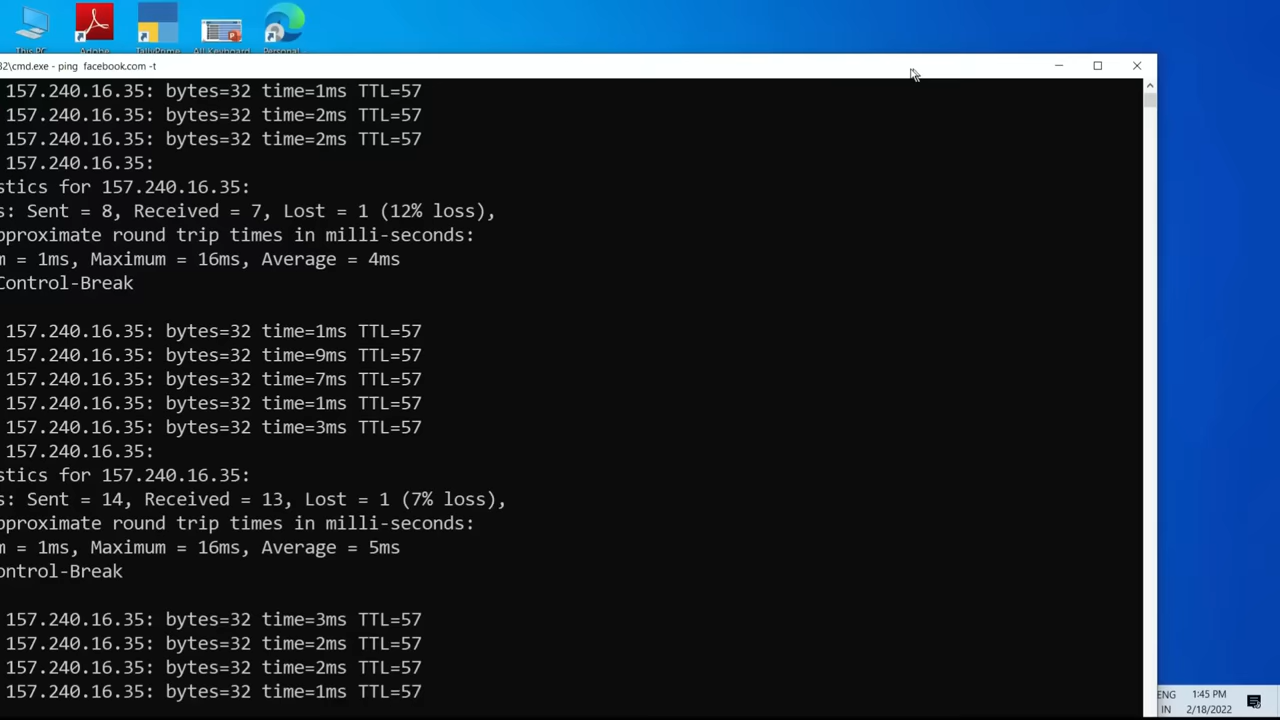 This PC
Adobe
TallyPrime
All Keyboard
Personal
32\cmd.exe - ping facebook.com -t
157.240.16.35: bytes=32 time=1ms TTL=57
157.240.16.35: bytes=32 time=2ms TTL=57
157.240.16.35: bytes=32 time=2ms TTL=57
157.240.16.35:
stics for 157.240.16.35:
s: Sent = 8, Received = 7, Lost = 1 (12% loss),
pproximate round trip times in milli-seconds:
m = 1ms, Maximum = 16ms, Average = 4ms
Control-Break
157.240.16.35: bytes=32 time=1ms TTL=57
157.240.16.35: bytes=32 time=9ms TTL=57
157.240.16.35: bytes=32 time=7ms TTL=57
157.240.16.35: bytes=32 time=1ms TTL=57
157.240.16.35: bytes=32 time=3ms TTL=57
157.240.16.35:
stics for 157.240.16.35:
s: Sent = 14, Received = 13, Lost = 1 (7% loss),
pproximate round trip times in milli-seconds:
m = 1ms, Maximum = 16ms, Average = 5ms
ontrol-Break
157.240.16.35: bytes=32 time=3ms TTL=57
157.240.16.35: bytes=32 time=2ms TTL=57
157.240.16.35: bytes=32 time=2ms TTL=57
157.240.16.35: bytes=32 time=1ms TTL=57
ENG 1:45 PM
IN 2/18/2022